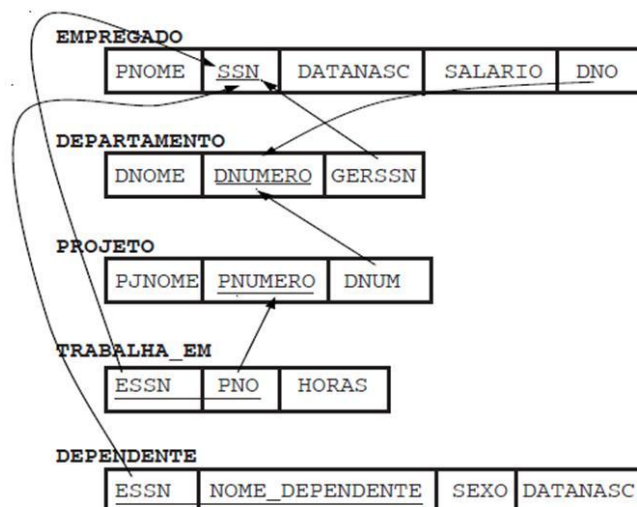 EMPREGADO
PNOME SSN DATANASC SALARIO DNO
DEPARTAMENTO
DNOME DNUMERO GERSSN
PROJETO
PJNOME PNUMERO DNUM
TRABALHA_EM
ESSN PNO HORAS
DEPENDENTE
ESSN NOME_DEPENDENTE SEXO DATANASC